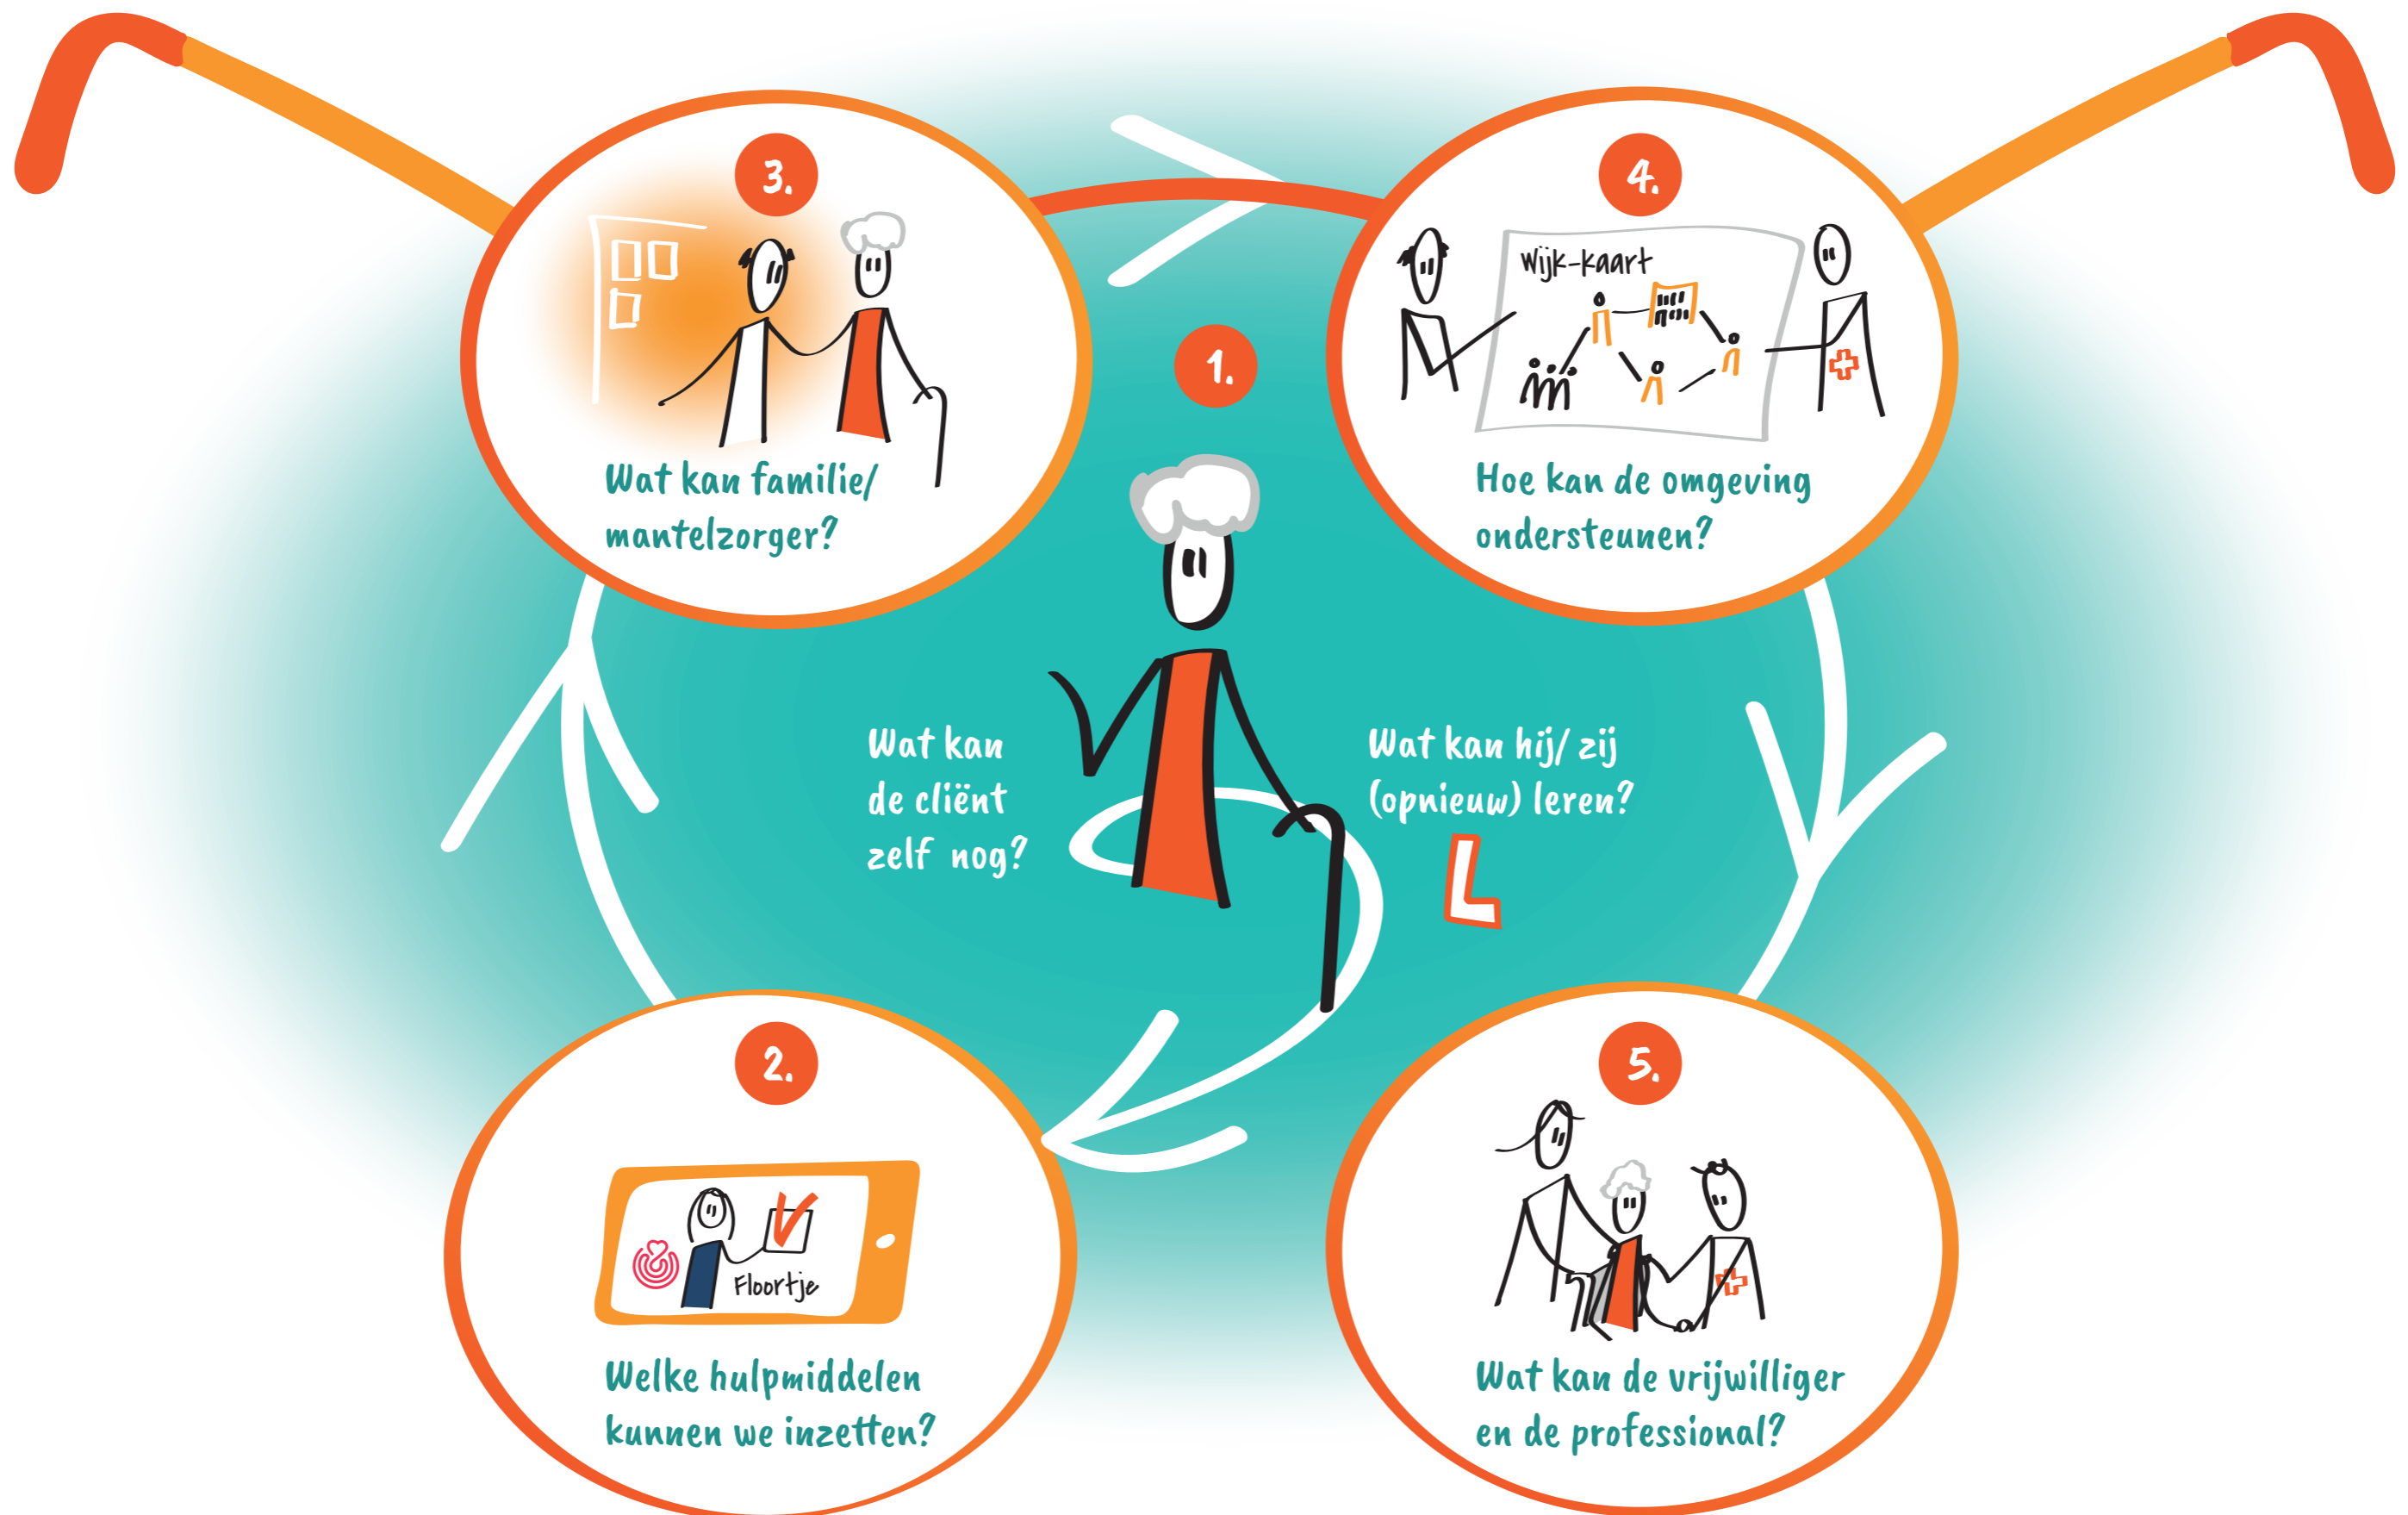 1.
Wat kan
de cliënt
zelf nog?
Wat kan hij/ zij
(opnieuw) leren?
L
2.
Floortje
Welke hulpmiddelen
kunnen we inzetten?
3.
Wat kan familie/
mantelzorger?
4.
Wijk-kaart
Hoe kan de omgeving
ondersteunen?
5.
Wat kan de vrijwilliger
en de professional?